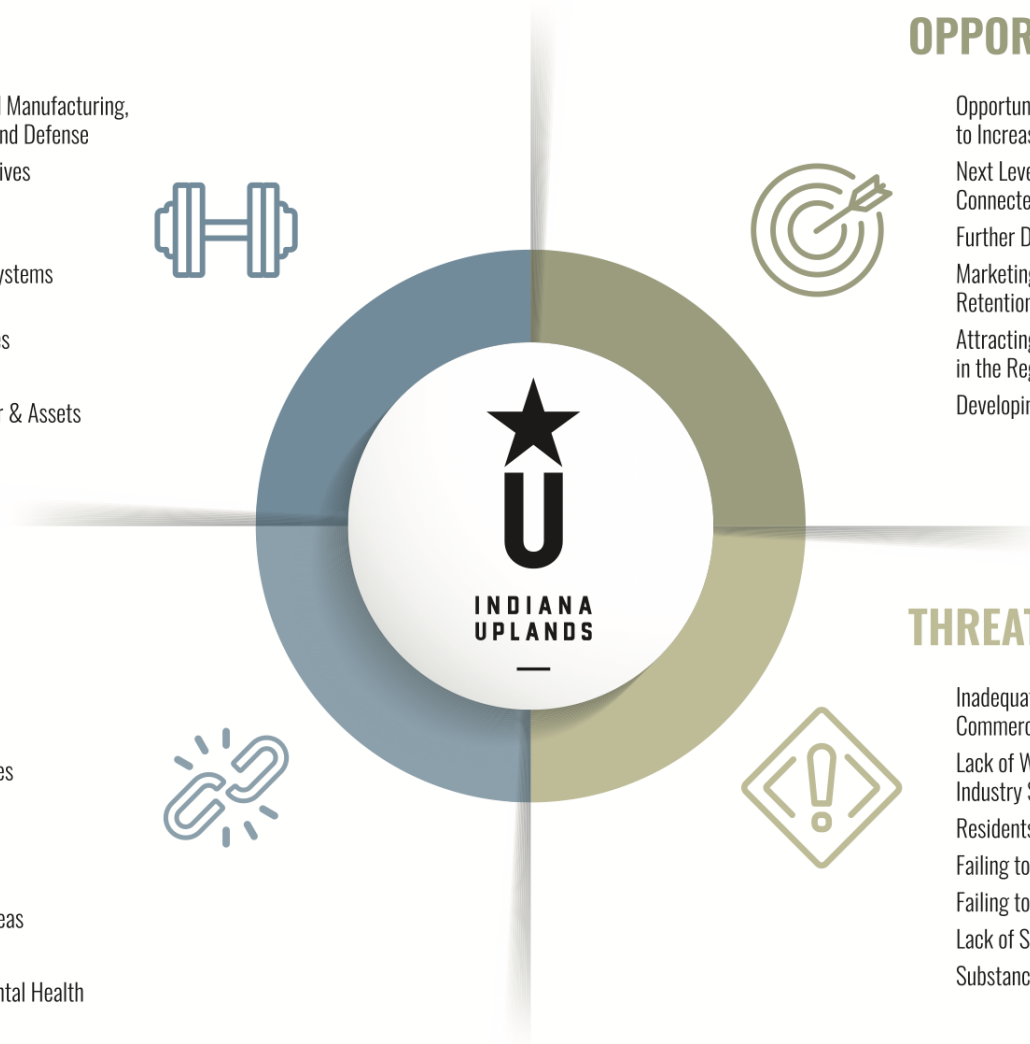 Manufacturing,
nd Defense
ives
ystems
es
r & Assets
OPPOR
Opportun
to Increas
Next Leve
Connecte
Further D
Marketing
Retention
Attracting
in the Reg
Developin
INDIANA
UPLANDS
es
eas
ntal Health
THREAT
Inadequat
Commerc
Lack of W
Industry S
Residents
Failing to
Failing to
Lack of S
Substanc